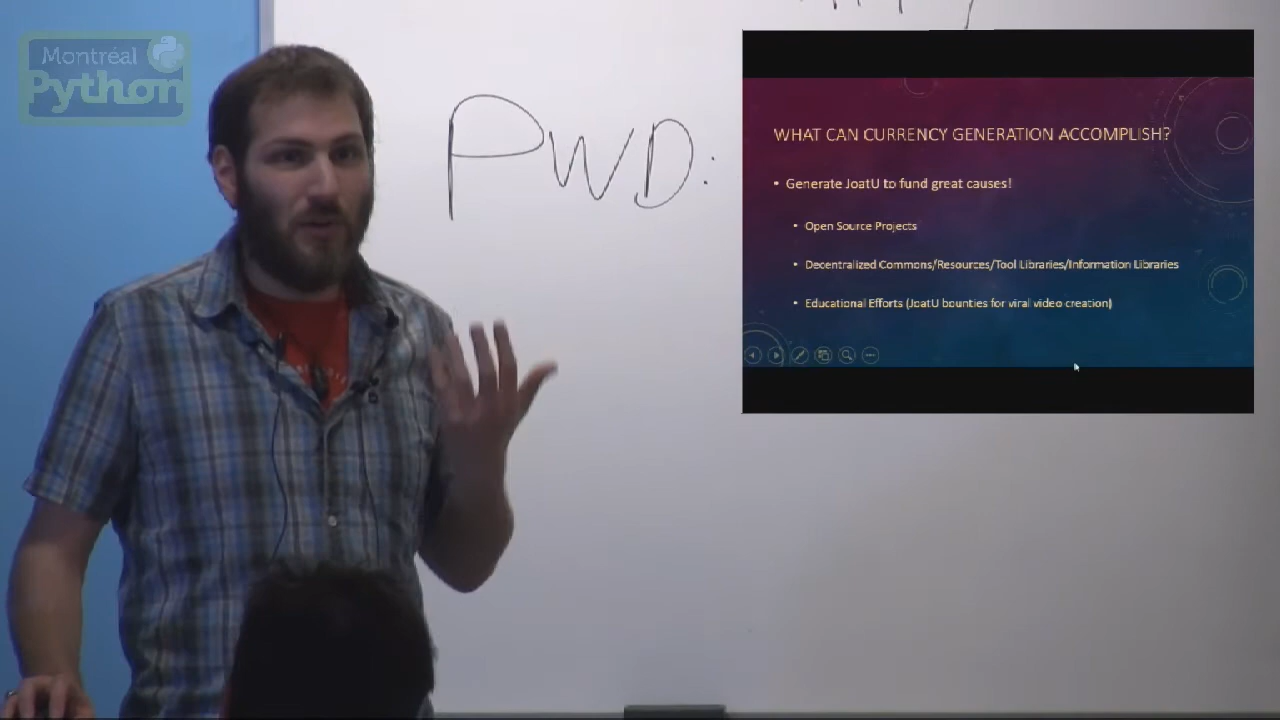 Montréal
Python
PWD:
WHAT CAN CURRENCY GENERATION ACCOMPLISH?
• Generate JoatU to fund great causes!
• Open Source Projects
• Decentralized Commons/Resources/Tool Libraries/Information Libraries
• Educational Efforts (JoatU bounties for viral video creation)